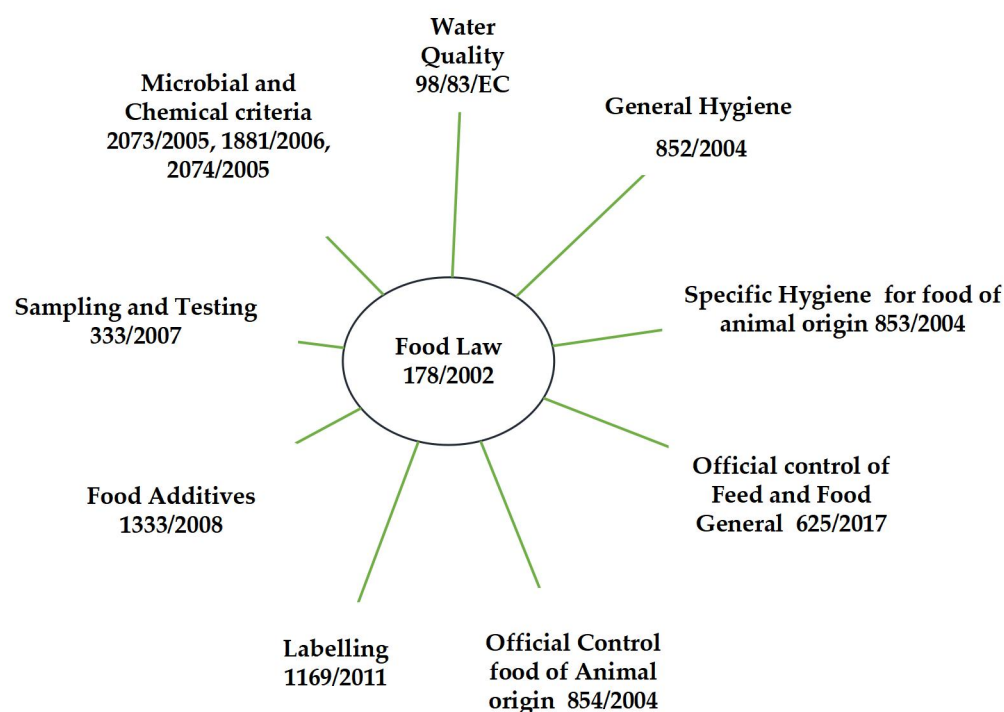 Water
Quality
98/83/EC
Microbial and
Chemical criteria
2073/2005, 1881/2006,
2074/2005
General Hygiene
852/2004
Sampling and Testing
333/2007
Specific Hygiene for food of
animal origin 853/2004
Food Law
178/2002
Food Additives
1333/2008
Official control of
Feed and Food
General 625/2017
Labelling
1169/2011
Official Control
food of Animal
origin 854/2004